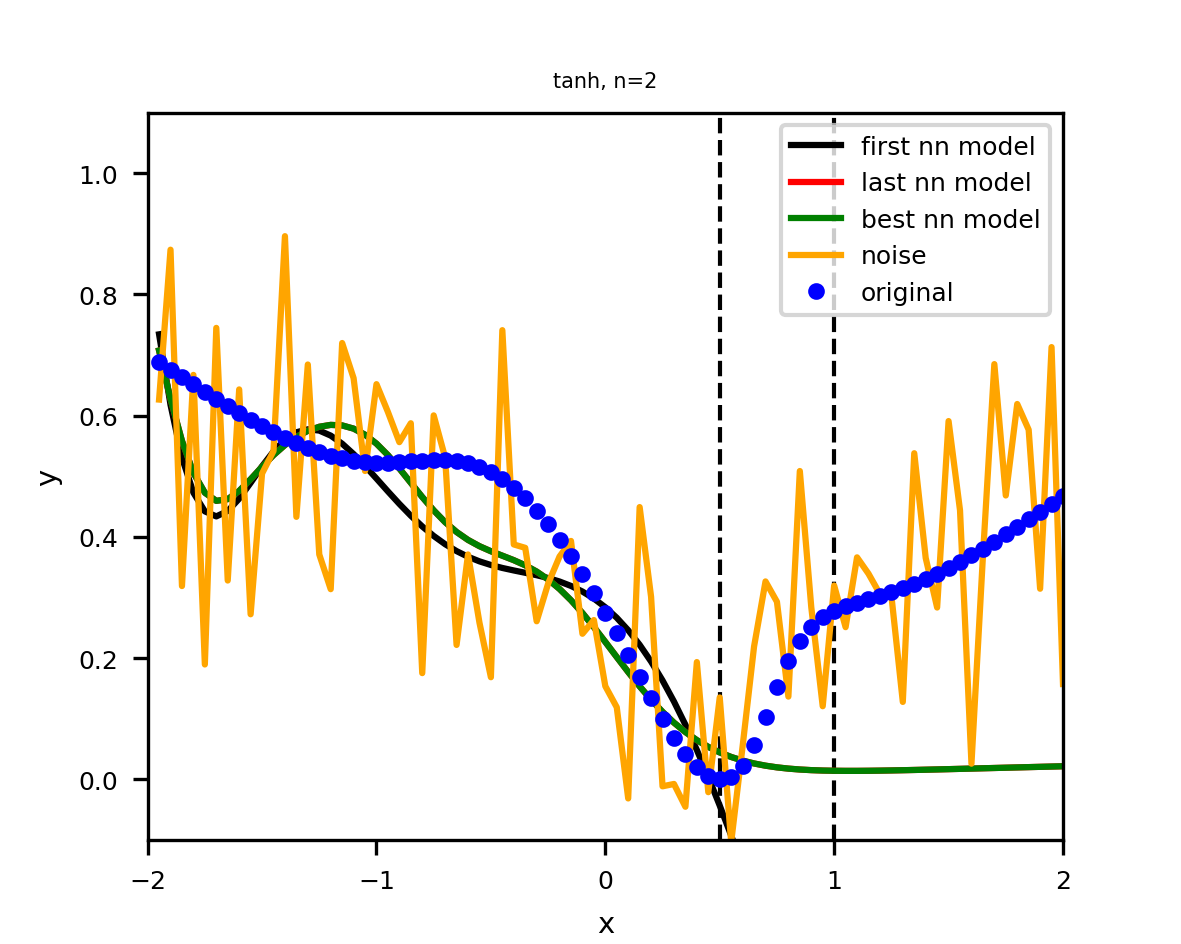 tanh, n=2
first nn model
last nn model
best nn model
noise
original
1.0
0.8
0.6
0.4
0.2
0.0
y
−2 −1 0 1 2
x